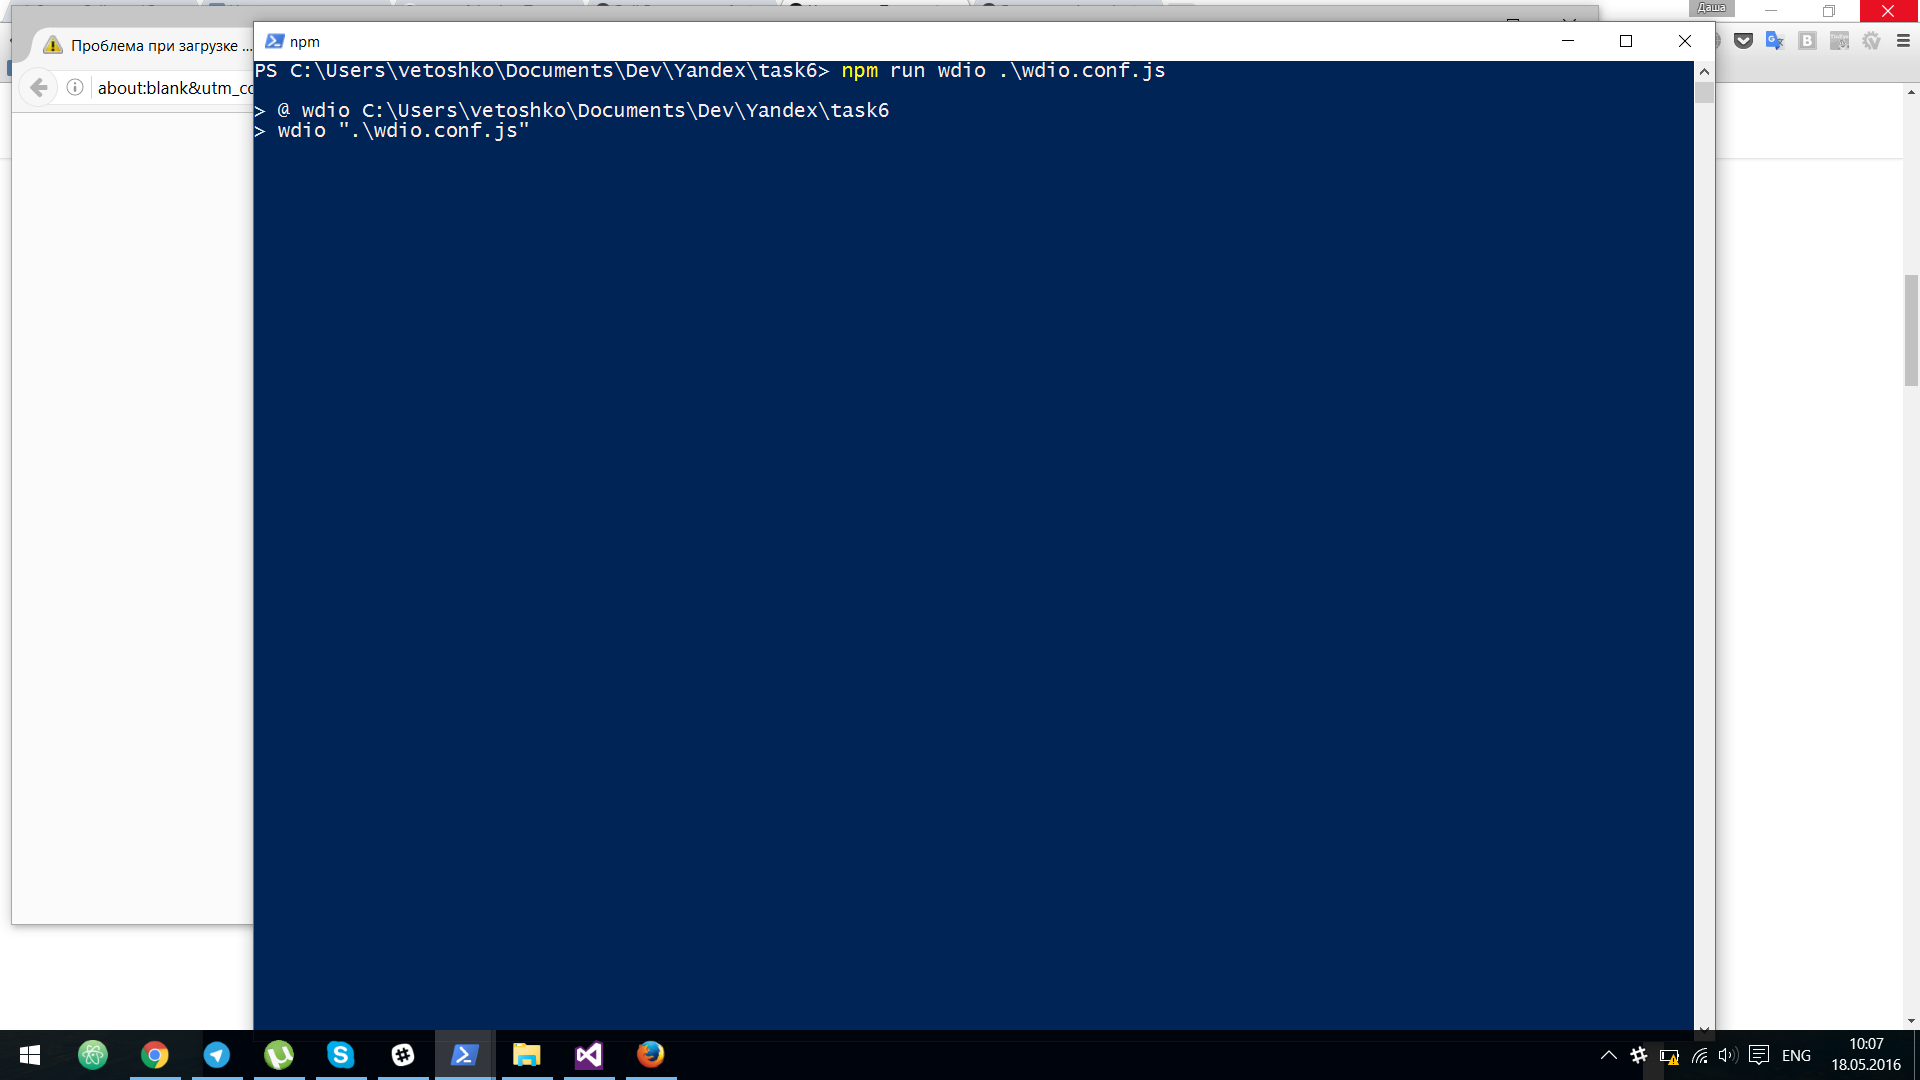 Даша
npm
Проблема при загрузке ...
about:blank&utm_co
PS C:\Users\vetoshko\Documents\Dev\Yandex\task6> npm run wdio .\wdio.conf.js
> @ wdio C:\Users\vetoshko\Documents\Dev\Yandex\task6
> wdio ".\wdio.conf.js"
ENG
10:07
18.05.2016